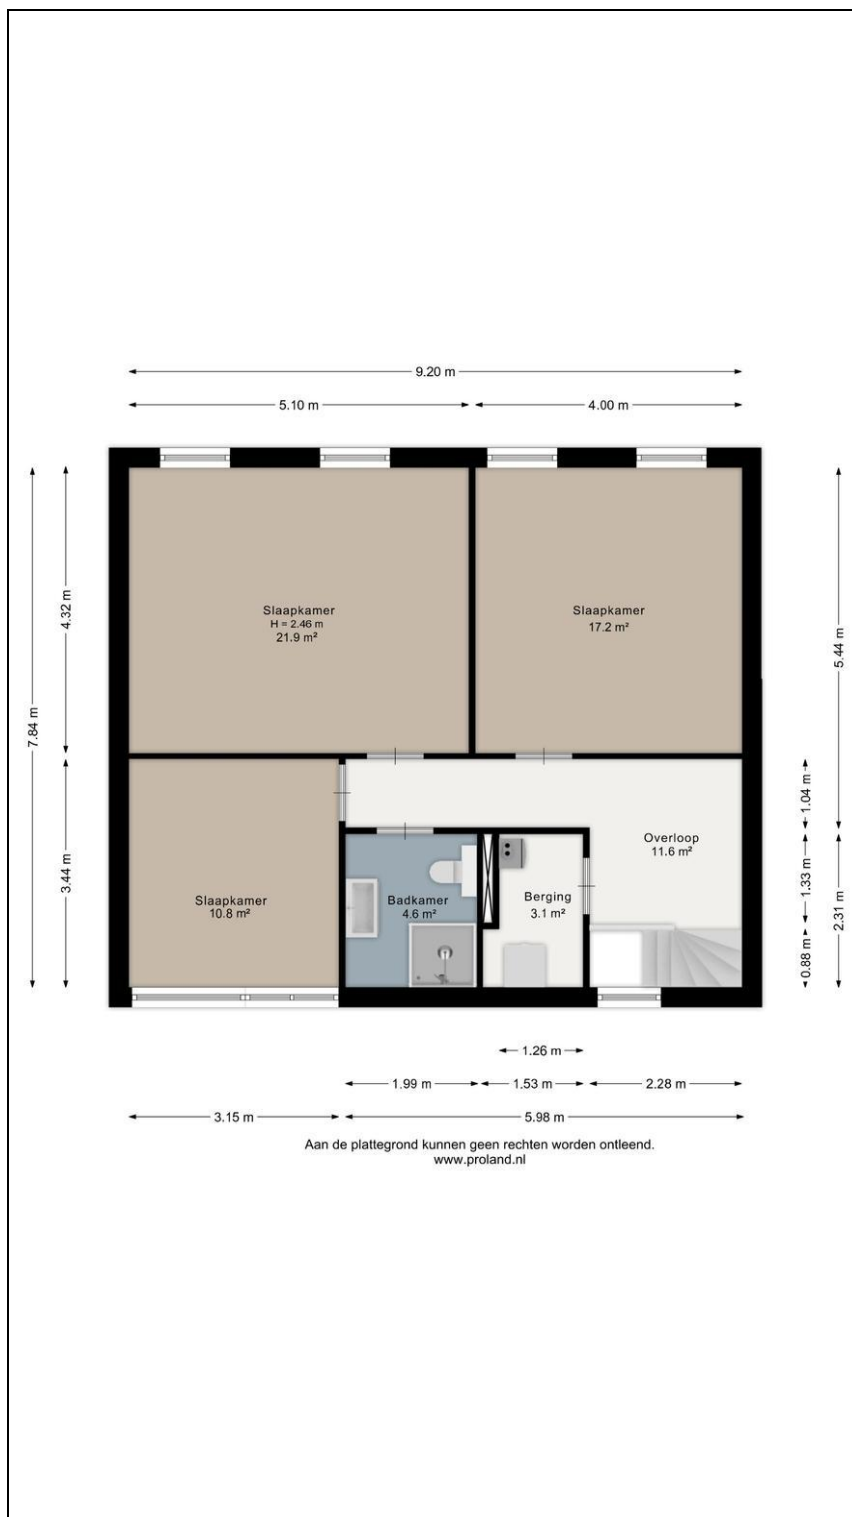 9.20 m
5.10 m
4.00 m
7.84 m
4.32 m
3.44 m
Slaapkamer
H = 2.46 m
21.9 m²
Slaapkamer
17.2 m²
5.44 m
1.04 m
Overloop
11.6 m²
1.33 m
2.31 m
0.88 m
Slaapkamer
10.8 m²
Badkamer
4.6 m²
Berging
3.1 m²
1.26 m
1.99 m
1.53 m
2.28 m
3.15 m
5.98 m
Aan de plattegrond kunnen geen rechten worden ontleend.
www.proland.nl